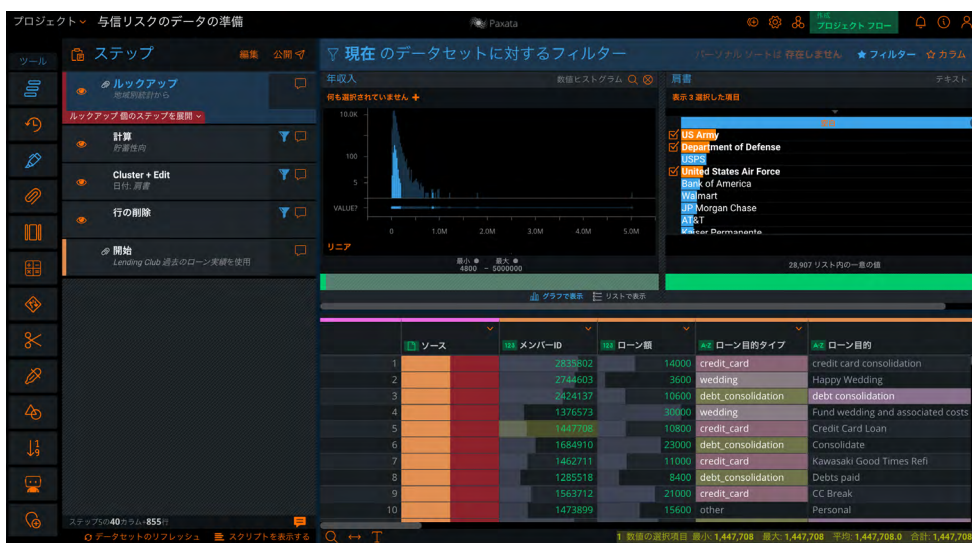 プロジェクト 与信リスクのデータの準備
Paxata
作成
プロジェクト フロー
ツール
ステップ
編集
公開
ルックアップ
地域別統計から
ルックアップ 個のステップを展開
計算
貯蓄性向
Cluster + Edit
日付: 肩書
行の削除
開始
Lending Club 過去のローン実績を使用
ステップ5の40カラム・855行
データセットのリフレッシュ
スクリプトを表示する
現在 のデータセットに対するフィルター
パーソナル ソートは 存在しません
フィルター
カラム
年収入
数値ヒストグラム
何も選択されていません
10.0K
100
5
VALUE?
0 1.0M 2.0M 3.0M 4.0M 5.0M
リニア
最小 最大
4800 - 5000000
肩書
テキスト
表示 3 選択した項目
US Army
Department of Defense
USPS
United States Air Force
Bank of America
Walmart
JP Morgan Chase
AT&T
Kaiser Permanente
28,907 リスト内の一意の値
グラフで表示 リストで表示
ソース 123 メンバーID 123 ローン額 A-Z ローン目的タイプ A-Z ローン目的
1 2835802 14000 credit_card credit card consolidation
2 2744603 3600 wedding Happy Wedding
3 2424137 10600 debt_consolidation debt consolidation
4 1376573 30000 wedding Fund wedding and associated costs
5 1447708 10800 credit_card Credit Card Loan
6 1684910 23000 debt_consolidation Consolidate
7 1462711 11000 credit_card Kawasaki Good Times Refi
8 1285518 8400 debt_consolidation Debts paid
9 1563712 21000 credit_card CC Break
10 1473899 15600 other Personal
1 数値の選択項目 最小: 1,447,708 最大: 1,447,708 平均: 1,447,708.0 合計: 1,447,708